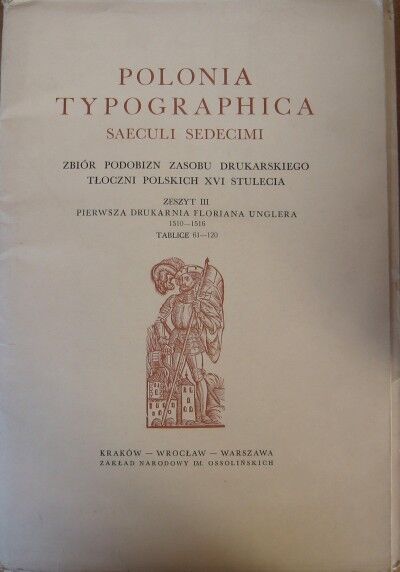 POLONIA
TYPOGRAPHICA
SAECULI SEDECIMI
ZBIÓR PODOBIZN ZASOBU DRUKARSKIEGO
TŁOCZNI POLSKICH XVI STULECIA
ZESZYT III
PIERWSZA DRUKARNIA FLORIANA UNGLERA
1510—1516
TABLICE 61—120
KRAKÓW — WROCŁAW — WARSZAWA
ZAKŁAD NARODOWY IM. OSSOLIŃSKICH